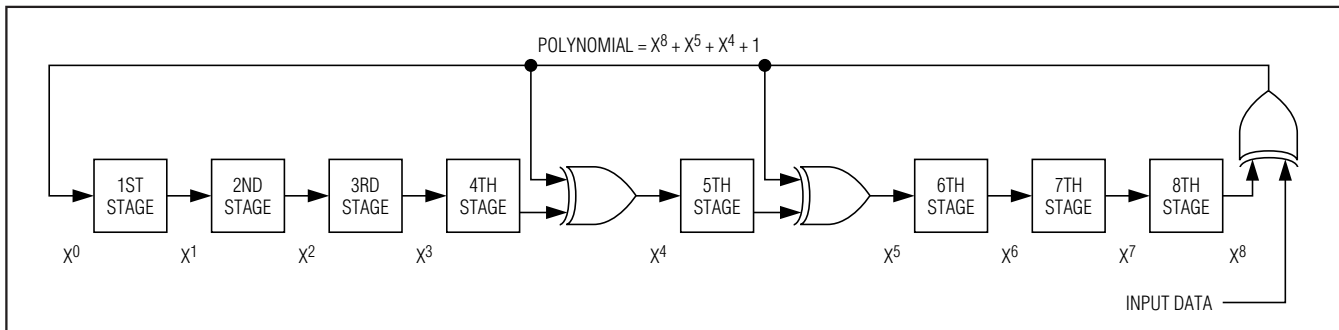 POLYNOMIAL = X⁸ + X⁵ + X⁴ + 1
1ST
STAGE
2ND
STAGE
3RD
STAGE
4TH
STAGE
5TH
STAGE
6TH
STAGE
7TH
STAGE
8TH
STAGE
X⁰
X¹
X²
X³
X⁴
X⁵
X⁶
X⁷
X⁸
INPUT DATA